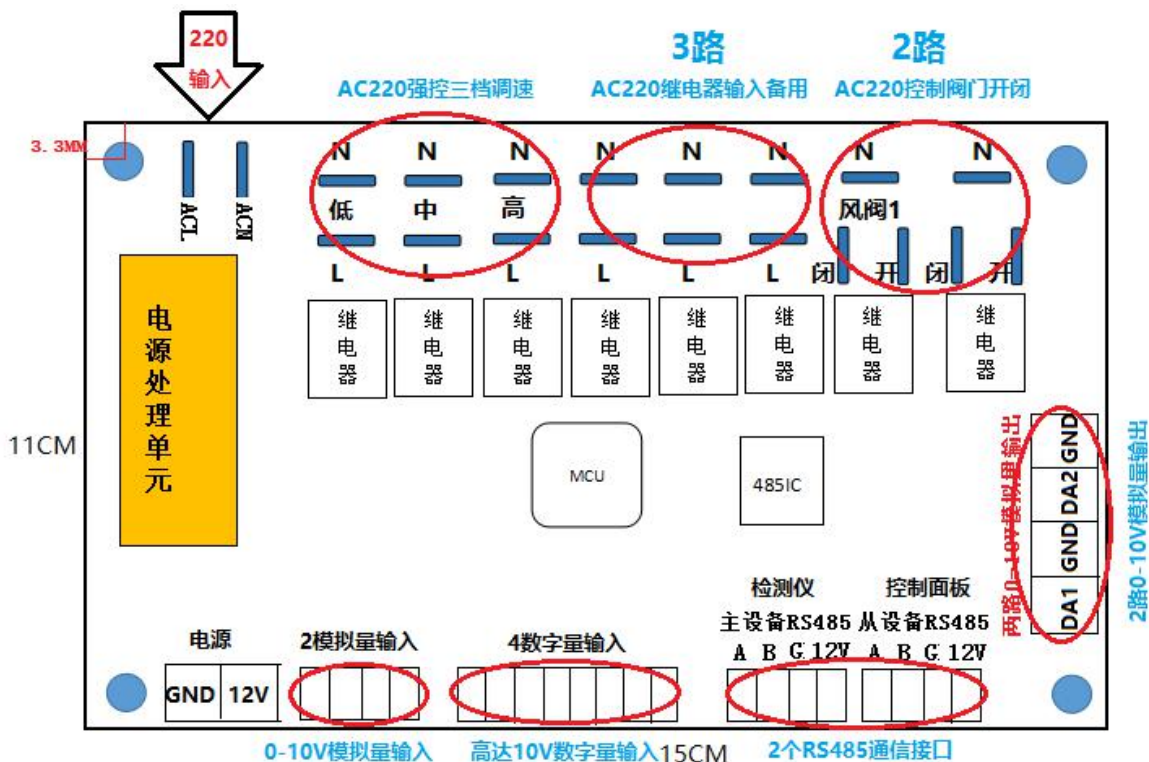 220
输入
3路
2路
AC220强控三档调速
AC220继电器输入备用
AC220控制阀门开闭
3.3MM
N N N N N N N N
ACL
ACN
低 中 高
风阀1
L L L L L L 闭 开 闭 开
继电器
继电器
继电器
继电器
继电器
继电器
继电器
继电器
电源处理单元
11CM
MCU
485IC
两路0-10V模拟量输出
DA1 GND DA2 GND
2路0-10V模拟量输出
检测仪 控制面板
主设备RS485 从设备RS485
A B G 12V A B G 12V
电源
2模拟量输入
4数字量输入
GND 12V
0-10V模拟量输入
高达10V数字量输入
15CM
2个RS485通信接口